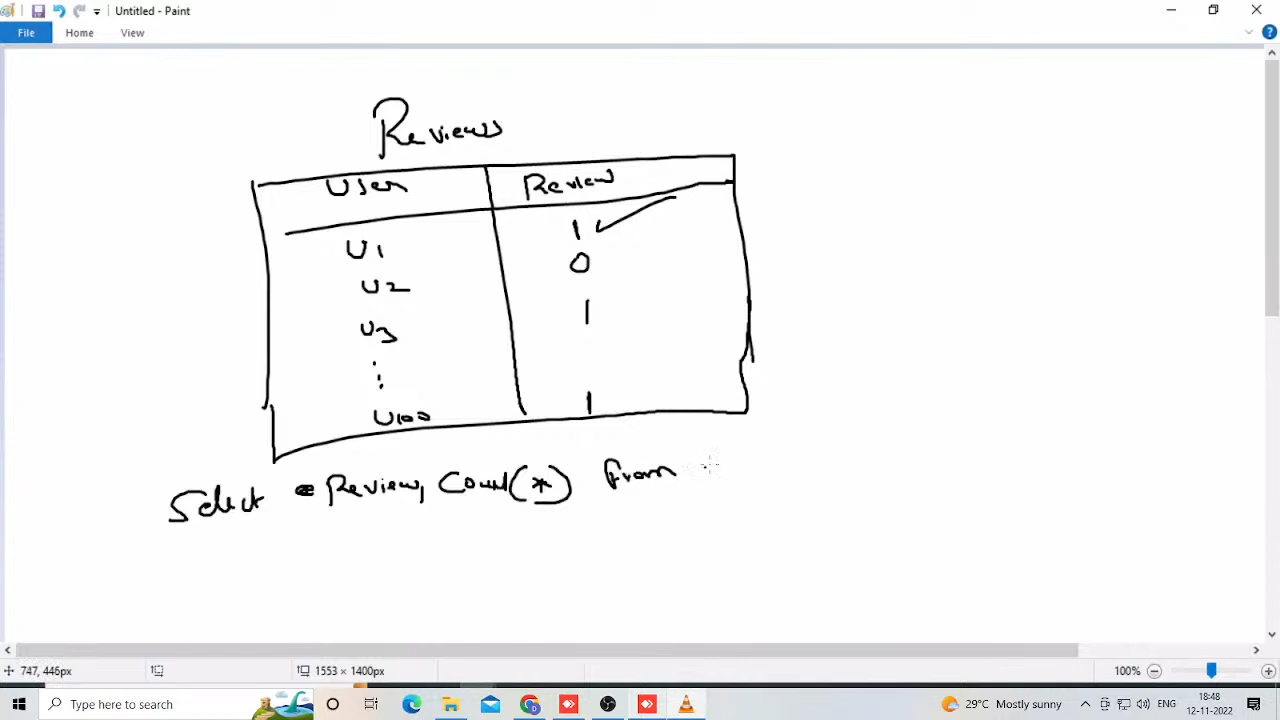 Untitled - Paint
File Home View
Reviews
User Review
U1 1
U2 0
U3 1
U100 1
Select Review, Count(*) From
747, 446px 1553 × 1400px 100%
Type here to search 29°C Mostly sunny ENG 18:48
12-11-2022